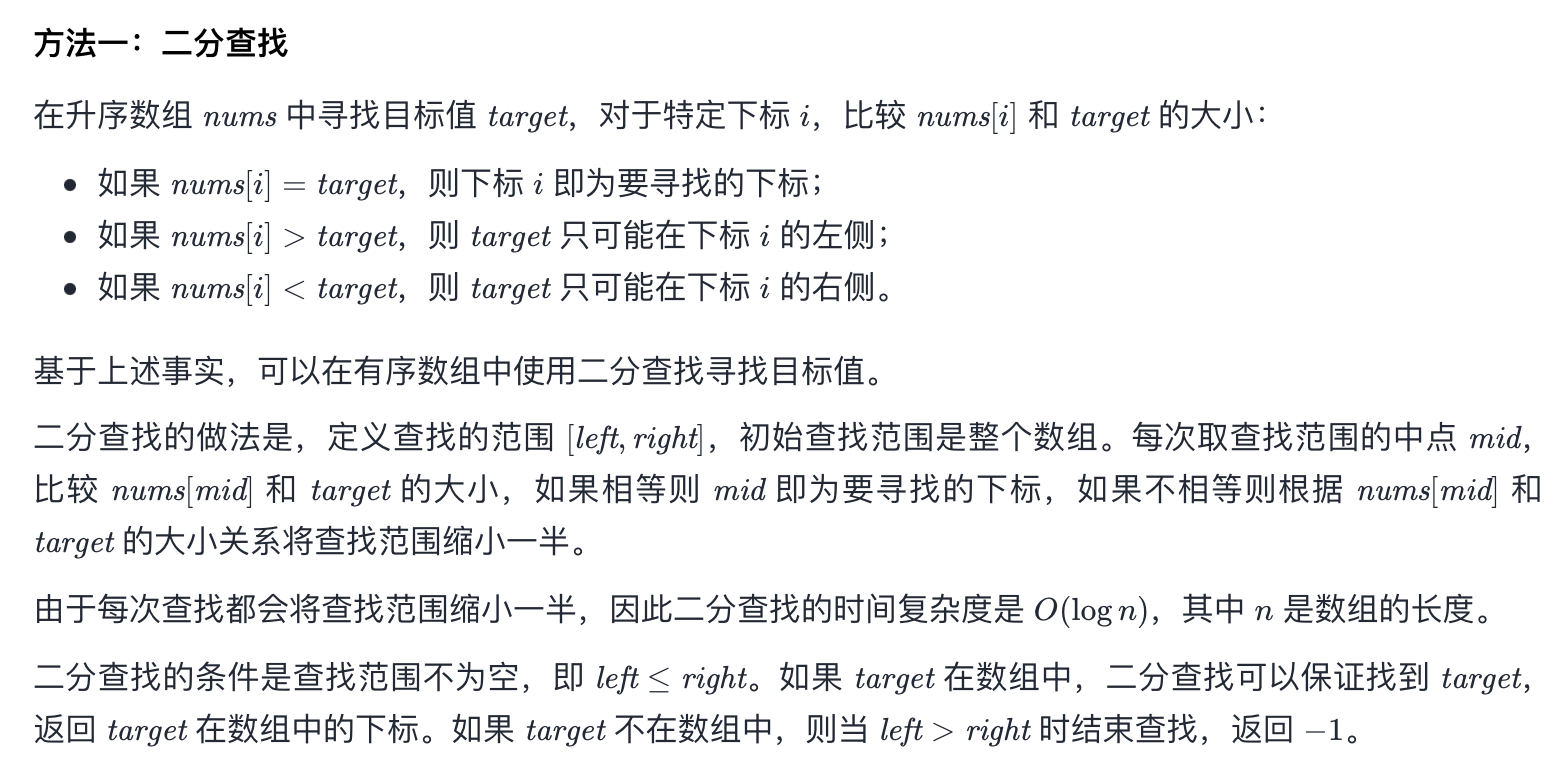 方法一：二分查找
在升序数组 nums 中寻找目标值 target，对于特定下标 i，比较 nums[i] 和 target 的大小：
• 如果 nums[i] = target，则下标 i 即为要寻找的下标；
• 如果 nums[i] > target，则 target 只可能在下标 i 的左侧；
• 如果 nums[i] < target，则 target 只可能在下标 i 的右侧。
基于上述事实，可以在有序数组中使用二分查找寻找目标值。
二分查找的做法是，定义查找的范围 [left, right]，初始查找范围是整个数组。每次取查找范围的中点 mid，
比较 nums[mid] 和 target 的大小，如果相等则 mid 即为要寻找的下标，如果不相等则根据 nums[mid] 和
target 的大小关系将查找范围缩小一半。
由于每次查找都会将查找范围缩小一半，因此二分查找的时间复杂度是 O(log n)，其中 n 是数组的长度。
二分查找的条件是查找范围不为空，即 left ≤ right。如果 target 在数组中，二分查找可以保证找到 target，
返回 target 在数组中的下标。如果 target 不在数组中，则当 left > right 时结束查找，返回 −1。